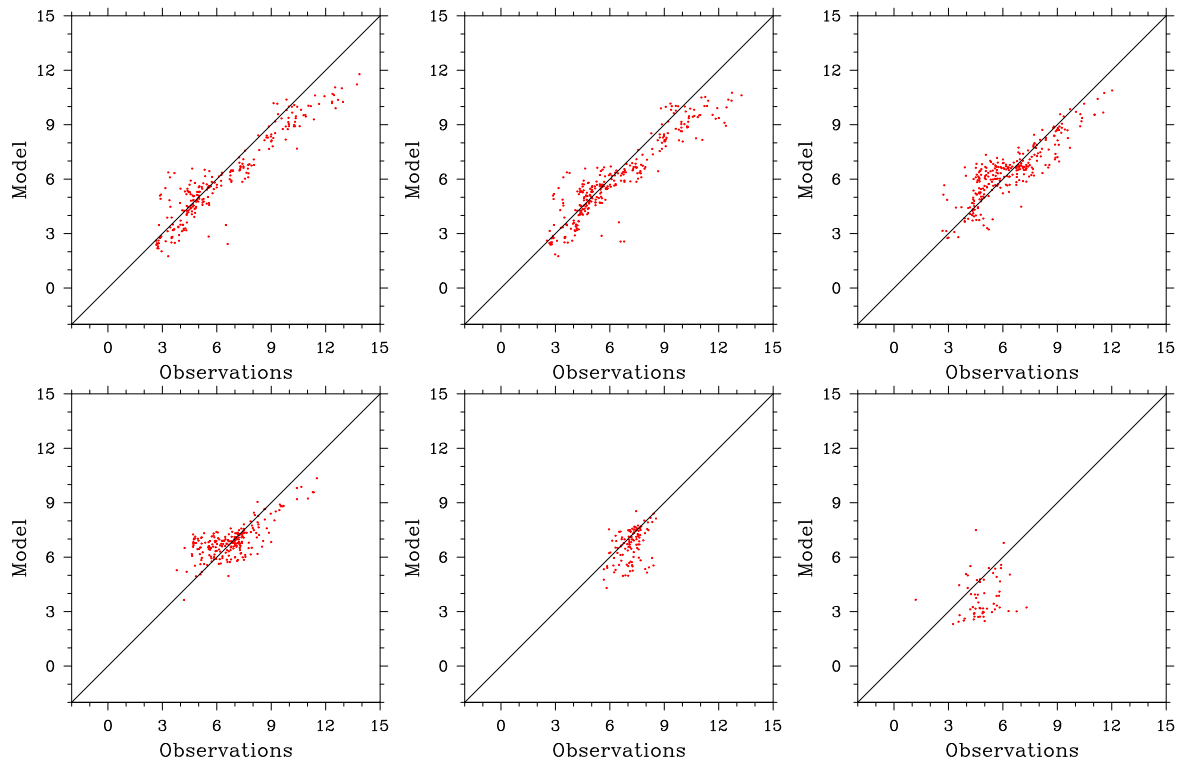 15 15 15
12 12 12
9 9 9
6 6 6
3 3 3
0 0 0
Model Model Model
0 3 6 9 12 15 0 3 6 9 12 15 0 3 6 9 12 15
Observations Observations Observations
15 15 15
12 12 12
9 9 9
6 6 6
3 3 3
0 0 0
Model Model Model
0 3 6 9 12 15 0 3 6 9 12 15 0 3 6 9 12 15
Observations Observations Observations